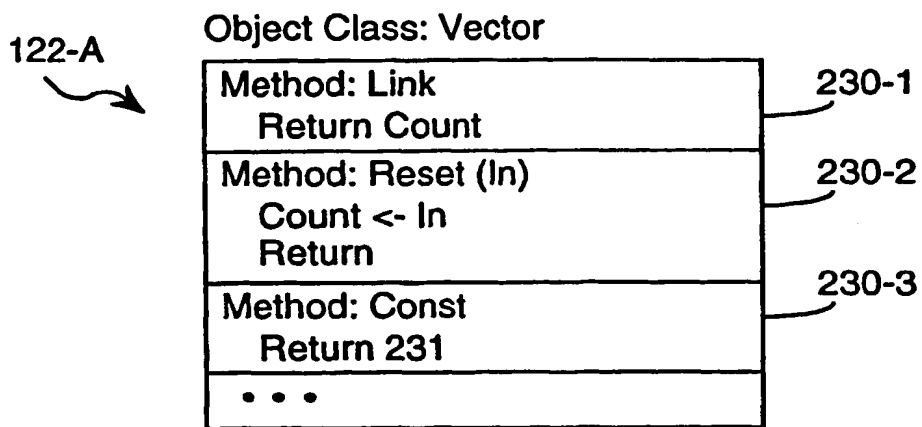 Object Class: Vector
122-A
Method: Link
Return Count
230-1
Method: Reset (In)
Count <- In
Return
230-2
Method: Const
Return 231
230-3
• • •